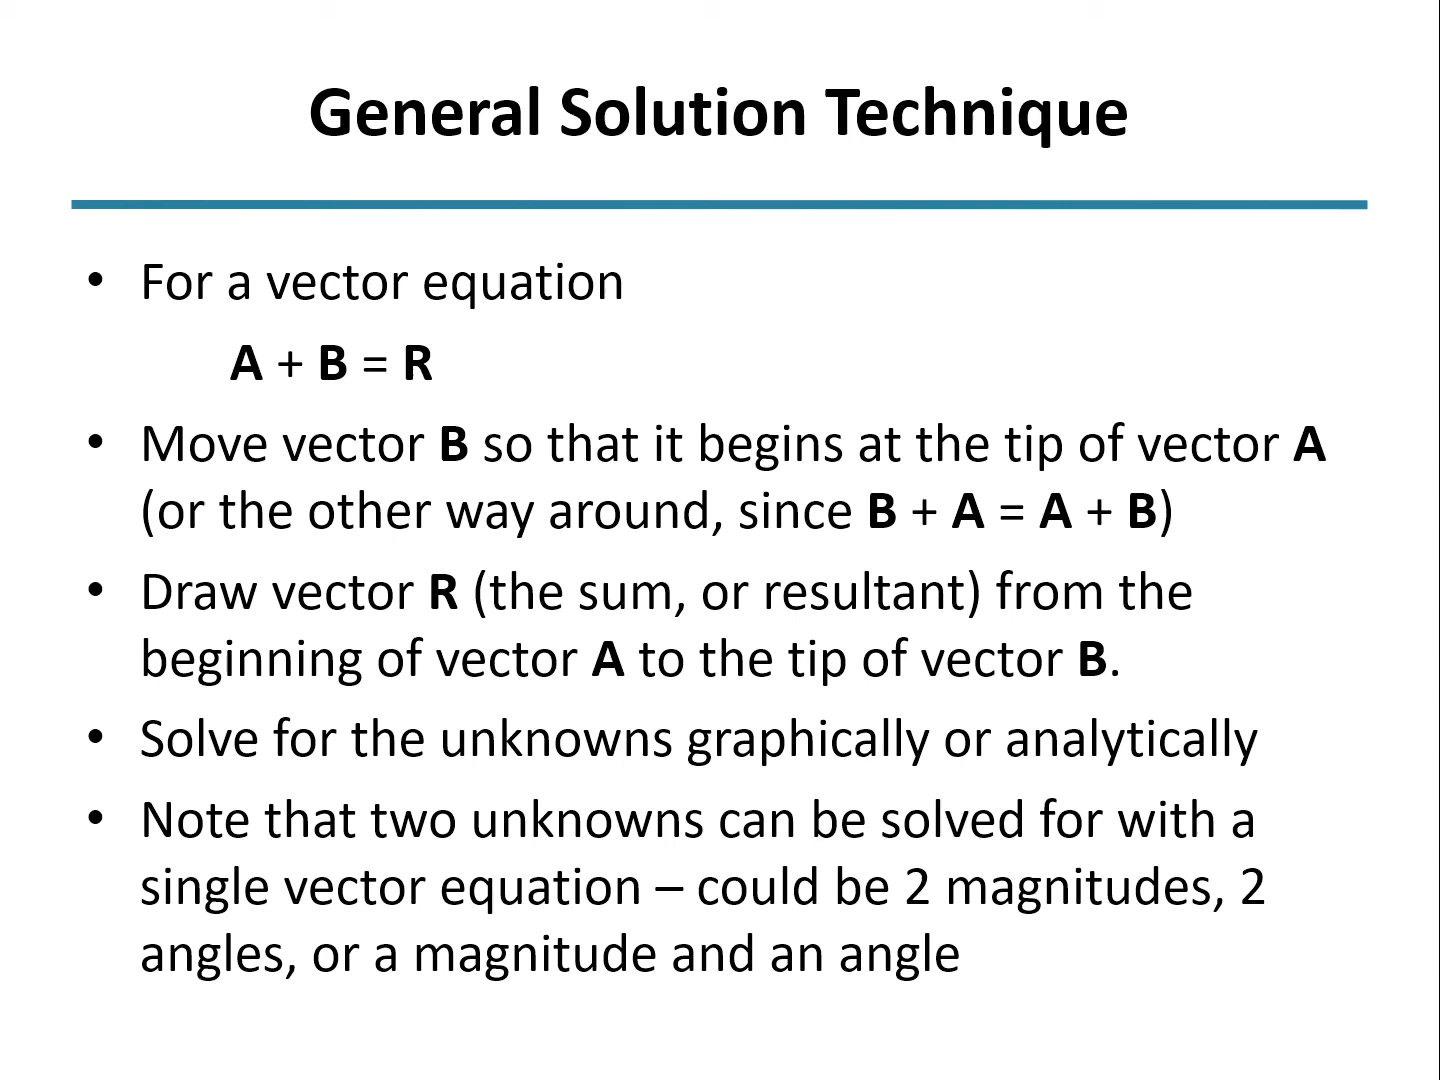 General Solution Technique
• For a vector equation
A + B = R
• Move vector B so that it begins at the tip of vector A
(or the other way around, since B + A = A + B)
• Draw vector R (the sum, or resultant) from the
beginning of vector A to the tip of vector B.
• Solve for the unknowns graphically or analytically
• Note that two unknowns can be solved for with a
single vector equation – could be 2 magnitudes, 2
angles, or a magnitude and an angle